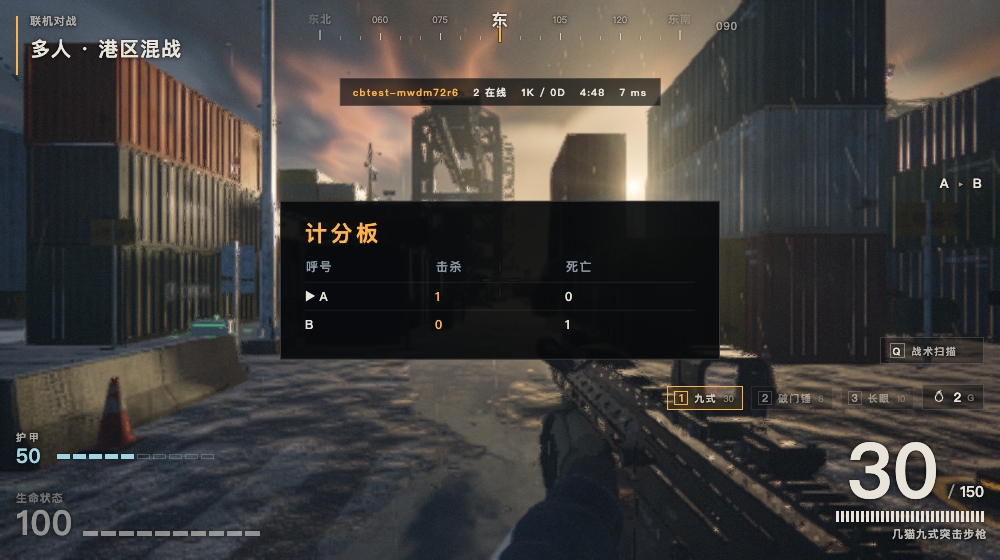 联机对战
多人 · 港区混战
东北 060 075 东 105 120 东南 090
cbtest-mwdm72r6 2 在线 1K / 0D 4:48 7 ms
A ▸ B
计分板
呼号 击杀 死亡
▶ A 1 0
B 0 1
Q 战术扫描
1 九式 30 2 破门锤 8 3 长眼 10 2 G
护甲
50
生命状态
100
30 / 150
几猫九式突击步枪